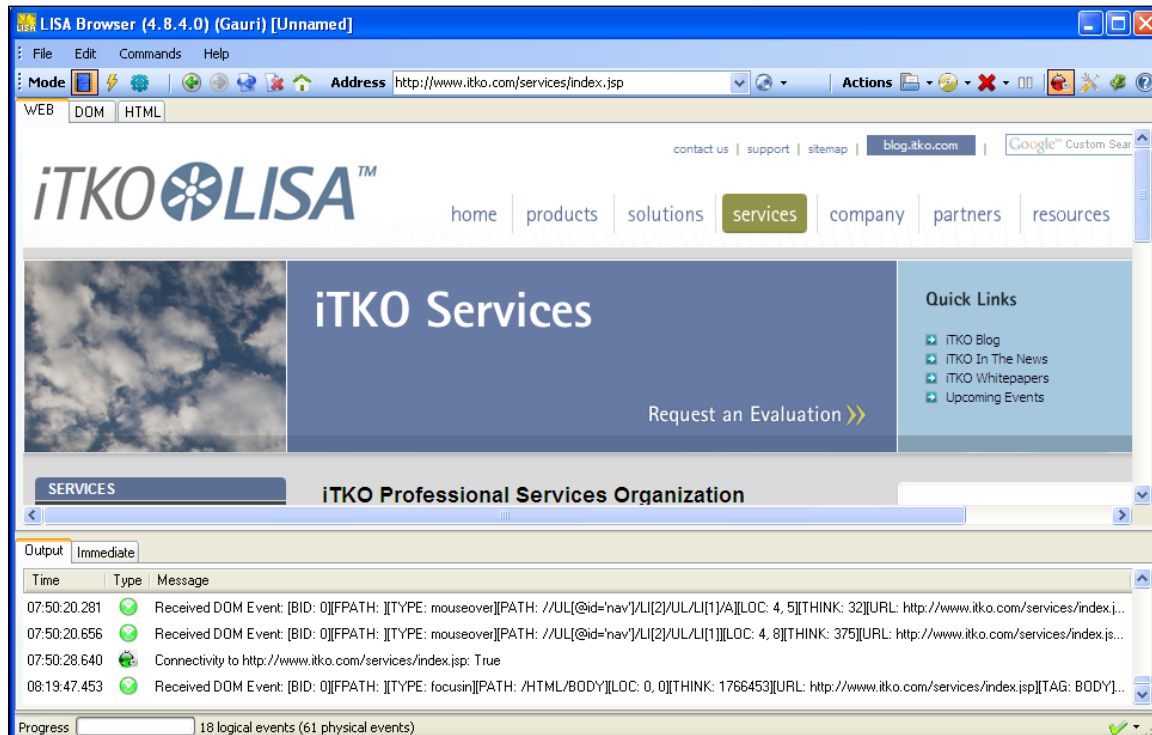 LISA Browser (4.8.4.0) (Gauri) [Unnamed]
File Edit Commands Help
Mode Address http://www.itko.com/services/index.jsp Actions
WEB DOM HTML
contact us | support | sitemap | blog.itko.com | Google™ Custom Sear
iTKO LISA™
home products solutions services company partners resources
iTKO Services
Request an Evaluation
Quick Links
iTKO Blog
iTKO In The News
iTKO Whitepapers
Upcoming Events
SERVICES
iTKO Professional Services Organization
Output Immediate
Time Type Message
07:50:20.281 Received DOM Event: [BID: 0][FPATH: ][TYPE: mouseover][PATH: //UL[@id='nav']/LI[2]/UL/LI[1]/A][LOC: 4, 5][THINK: 32][URL: http://www.itko.com/services/index.j...
07:50:20.656 Received DOM Event: [BID: 0][FPATH: ][TYPE: mouseover][PATH: //UL[@id='nav']/LI[2]/UL/LI[1]][LOC: 4, 8][THINK: 375][URL: http://www.itko.com/services/index.js...
07:50:28.640 Connectivity to http://www.itko.com/services/index.jsp: True
08:19:47.453 Received DOM Event: [BID: 0][FPATH: ][TYPE: focusin][PATH: /HTML/BODY][LOC: 0, 0][THINK: 1766453][URL: http://www.itko.com/services/index.jsp][TAG: BODY]...
Progress 18 logical events (61 physical events)